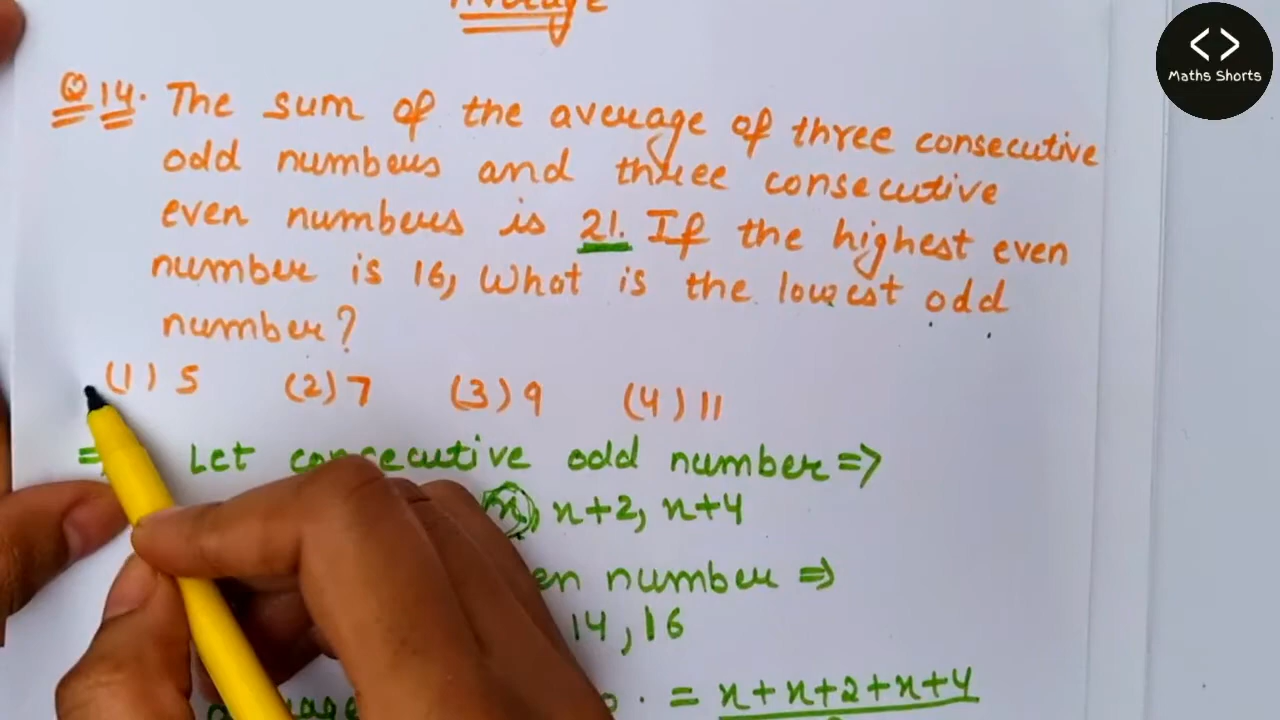 Average
< >
Maths Shorts
Q14. The sum of the average of three consecutive
odd numbers and three consecutive
even numbers is 21. If the highest even
number is 16, What is the lowest odd
number?
(1) 5 (2) 7 (3) 9 (4) 11
Let consecutive odd number =>
n, n+2, n+4
number =>
14, 16
= n+n+2+n+4